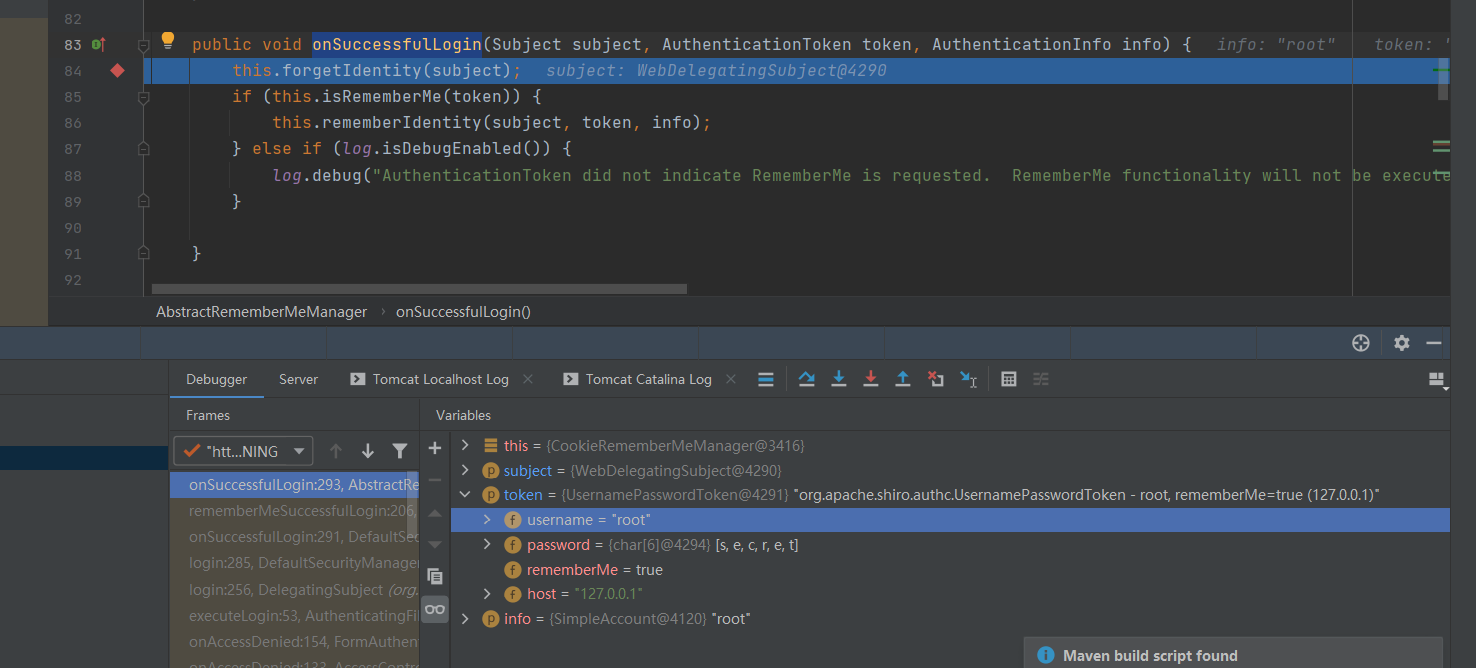 82
83 public void onSuccessfulLogin(Subject subject, AuthenticationToken token, AuthenticationInfo info) { info: "root" token: "
84 this.forgetIdentity(subject); subject: WebDelegatingSubject@4290
85 if (this.isRememberMe(token)) {
86 this.rememberIdentity(subject, token, info);
87 } else if (log.isDebugEnabled()) {
88 log.debug("AuthenticationToken did not indicate RememberMe is requested.  RememberMe functionality will not be execute
89 }
90
91 }
92
AbstractRememberMeManager › onSuccessfulLogin()
Debugger Server Tomcat Localhost Log Tomcat Catalina Log
Frames Variables
"htt...NING
onSuccessfulLogin:293, AbstractRe
rememberMeSuccessfulLogin:206,
onSuccessfulLogin:291, DefaultSec
login:285, DefaultSecurityManager
login:256, DelegatingSubject (org.
executeLogin:53, AuthenticatingFil
onAccessDenied:154, FormAuthen
onAccessDenied:133, AccessContro
this = {CookieRememberMeManager@3416}
subject = {WebDelegatingSubject@4290}
token = {UsernamePasswordToken@4291} "org.apache.shiro.authc.UsernamePasswordToken - root, rememberMe=true (127.0.0.1)"
username = "root"
password = {char[6]@4294} [s, e, c, r, e, t]
rememberMe = true
host = "127.0.0.1"
info = {SimpleAccount@4120} "root"
Maven build script found